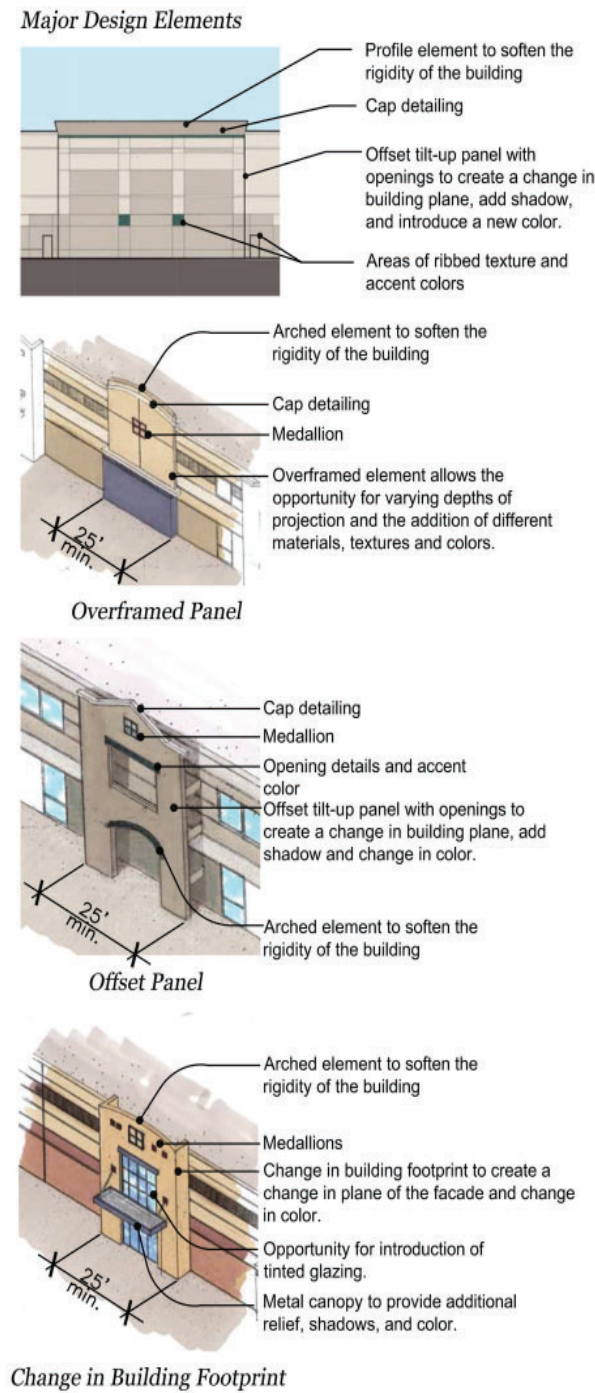 Major Design Elements
Profile element to soften the
rigidity of the building
Cap detailing
Offset tilt-up panel with
openings to create a change in
building plane, add shadow,
and introduce a new color.
Areas of ribbed texture and
accent colors
Arched element to soften the
rigidity of the building
Cap detailing
Medallion
Overframed element allows the
opportunity for varying depths of
projection and the addition of different
materials, textures and colors.
25'
min.
Overframed Panel
Cap detailing
Medallion
Opening details and accent
color
Offset tilt-up panel with openings to
create a change in building plane, add
shadow and change in color.
25'
min.
Arched element to soften the
rigidity of the building
Offset Panel
Arched element to soften the
rigidity of the building
Medallions
Change in building footprint to create a
change in plane of the facade and change
in color.
Opportunity for introduction of
tinted glazing.
25'
min.
Metal canopy to provide additional
relief, shadows, and color.
Change in Building Footprint